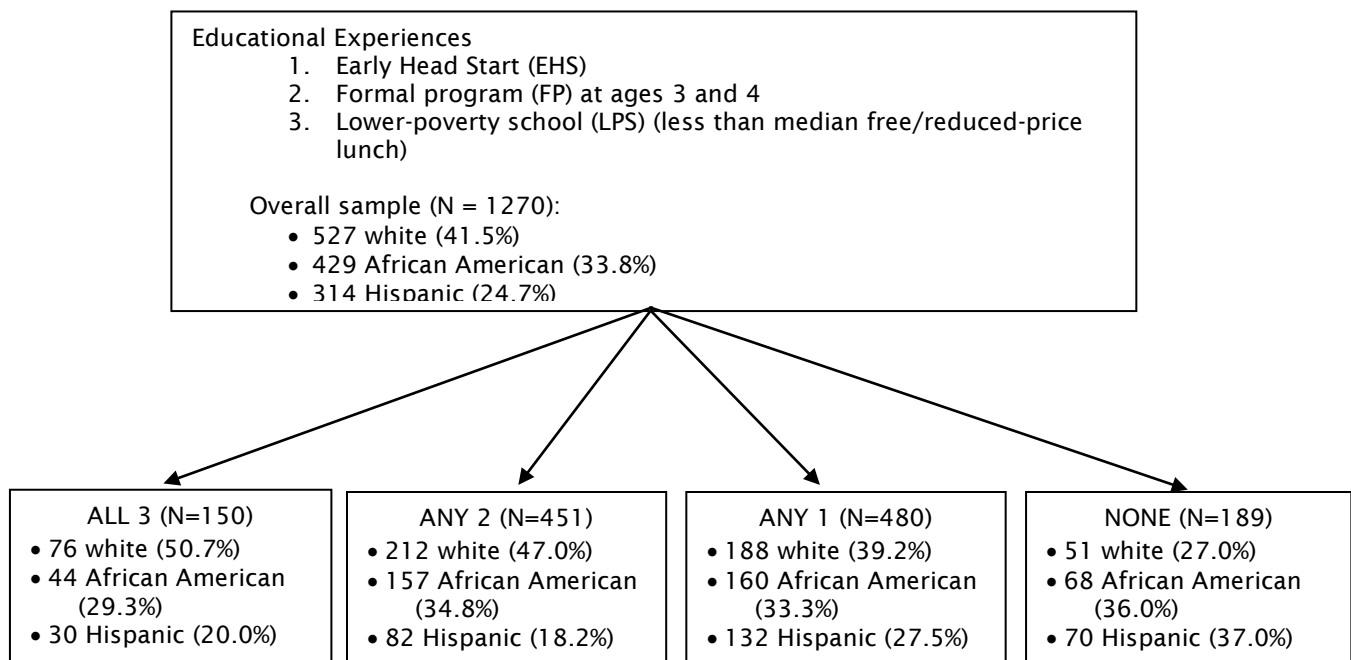 Educational Experiences
1. Early Head Start (EHS)
2. Formal program (FP) at ages 3 and 4
3. Lower-poverty school (LPS) (less than median free/reduced-price
lunch)
Overall sample (N = 1270):
• 527 white (41.5%)
• 429 African American (33.8%)
• 314 Hispanic (24.7%)
ALL 3 (N=150)
• 76 white (50.7%)
• 44 African American
(29.3%)
• 30 Hispanic (20.0%)
ANY 2 (N=451)
• 212 white (47.0%)
• 157 African American
(34.8%)
• 82 Hispanic (18.2%)
ANY 1 (N=480)
• 188 white (39.2%)
• 160 African American
(33.3%)
• 132 Hispanic (27.5%)
NONE (N=189)
• 51 white (27.0%)
• 68 African American
(36.0%)
• 70 Hispanic (37.0%)